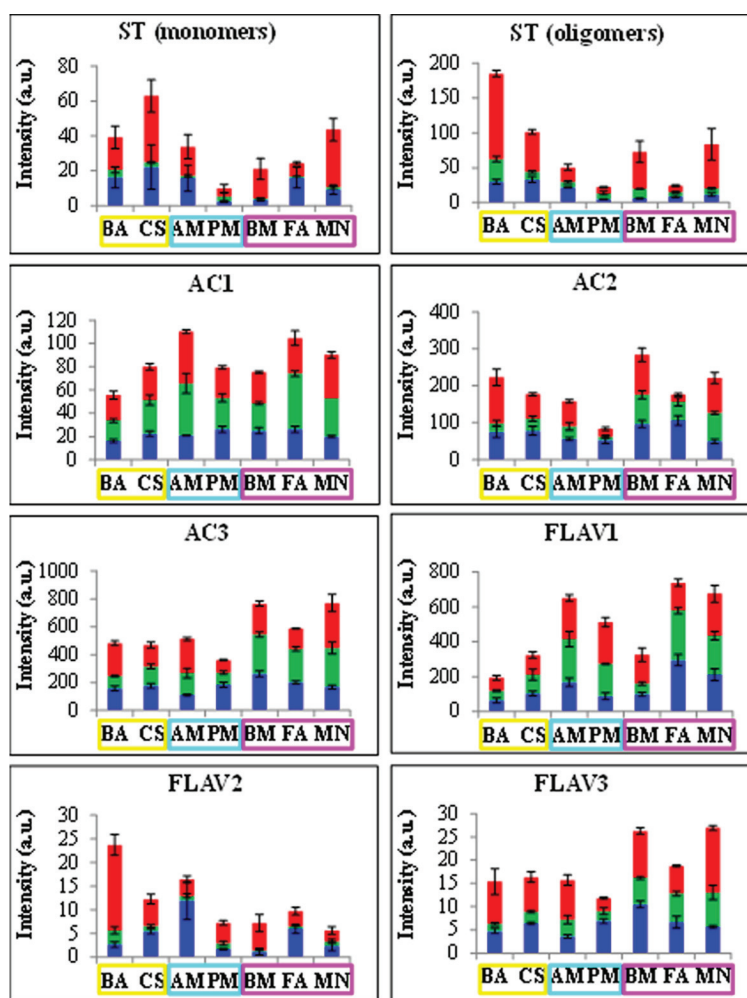 ST (monomers)
Intensity (a.u.)
80
60
40
20
0
BA CS AM PM BM FA MN
ST (oligomers)
Intensity (a.u.)
200
150
100
50
0
BA CS AM PM BM FA MN
AC1
Intensity (a.u.)
120
100
80
60
40
20
0
BA CS AM PM BM FA MN
AC2
Intensity (a.u.)
400
300
200
100
0
BA CS AM PM BM FA MN
AC3
Intensity (a.u.)
1000
800
600
400
200
0
BA CS AM PM BM FA MN
FLAV1
Intensity (a.u.)
800
600
400
200
0
BA CS AM PM BM FA MN
FLAV2
Intensity (a.u.)
30
25
20
15
10
5
0
BA CS AM PM BM FA MN
FLAV3
Intensity (a.u.)
30
25
20
15
10
5
0
BA CS AM PM BM FA MN